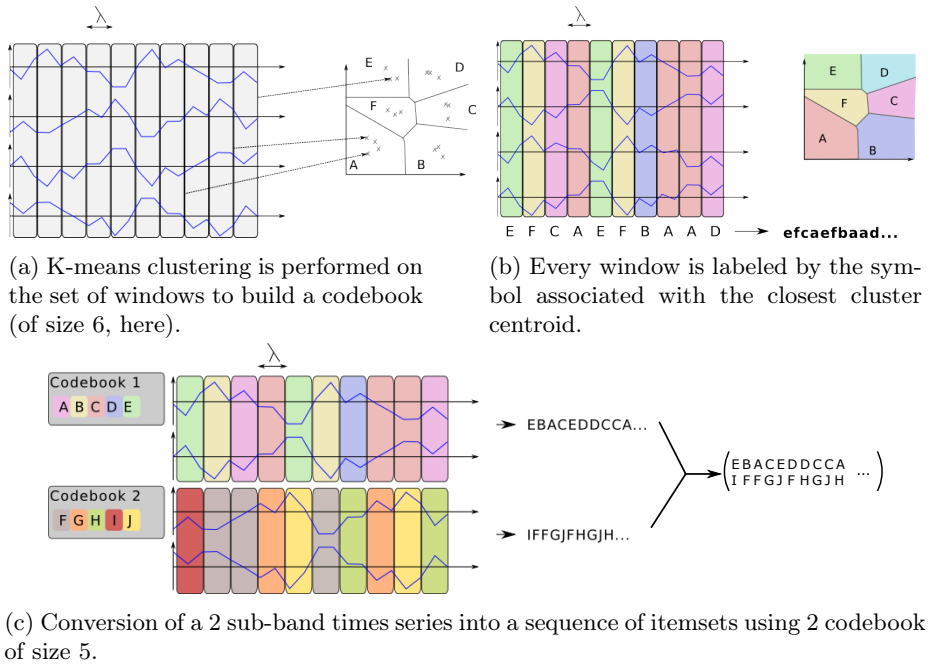 λ
E
D
F
C
A
B
(a) K-means clustering is performed on
the set of windows to build a codebook
(of size 6, here).
λ
E F C A E F B A A D
efcaefbaad...
E
D
F
C
A
B
(b) Every window is labeled by the sym-
bol associated with the closest cluster
centroid.
λ
Codebook 1
A B C D E
EBACEDDCCA...
Codebook 2
F G H I J
IFFGJFHGJH...
EBACEDDCCA
IFFGJFHGJH
...
(c) Conversion of a 2 sub-band times series into a sequence of itemsets using 2 codebook
of size 5.